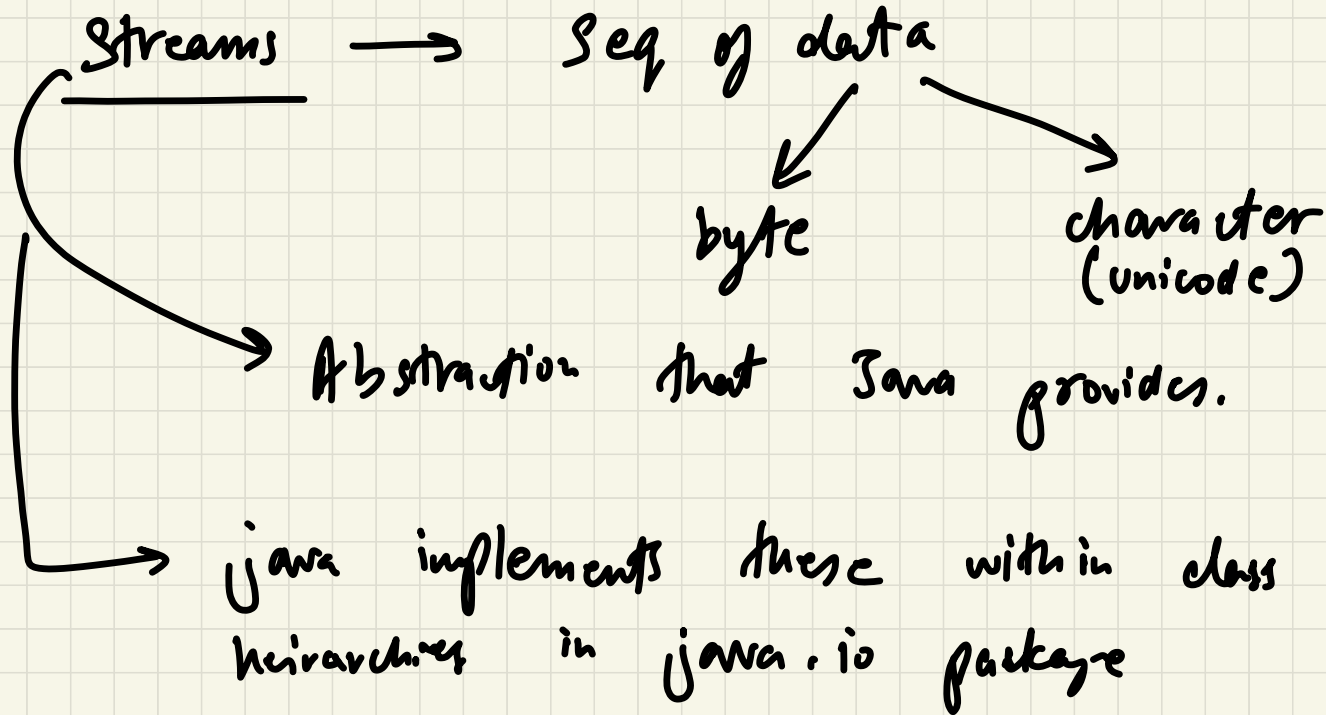 Streams → Seq of data
byte character
(unicode)
Abstraction that Java provides.
java implements these within class
heirarchies in java.io package